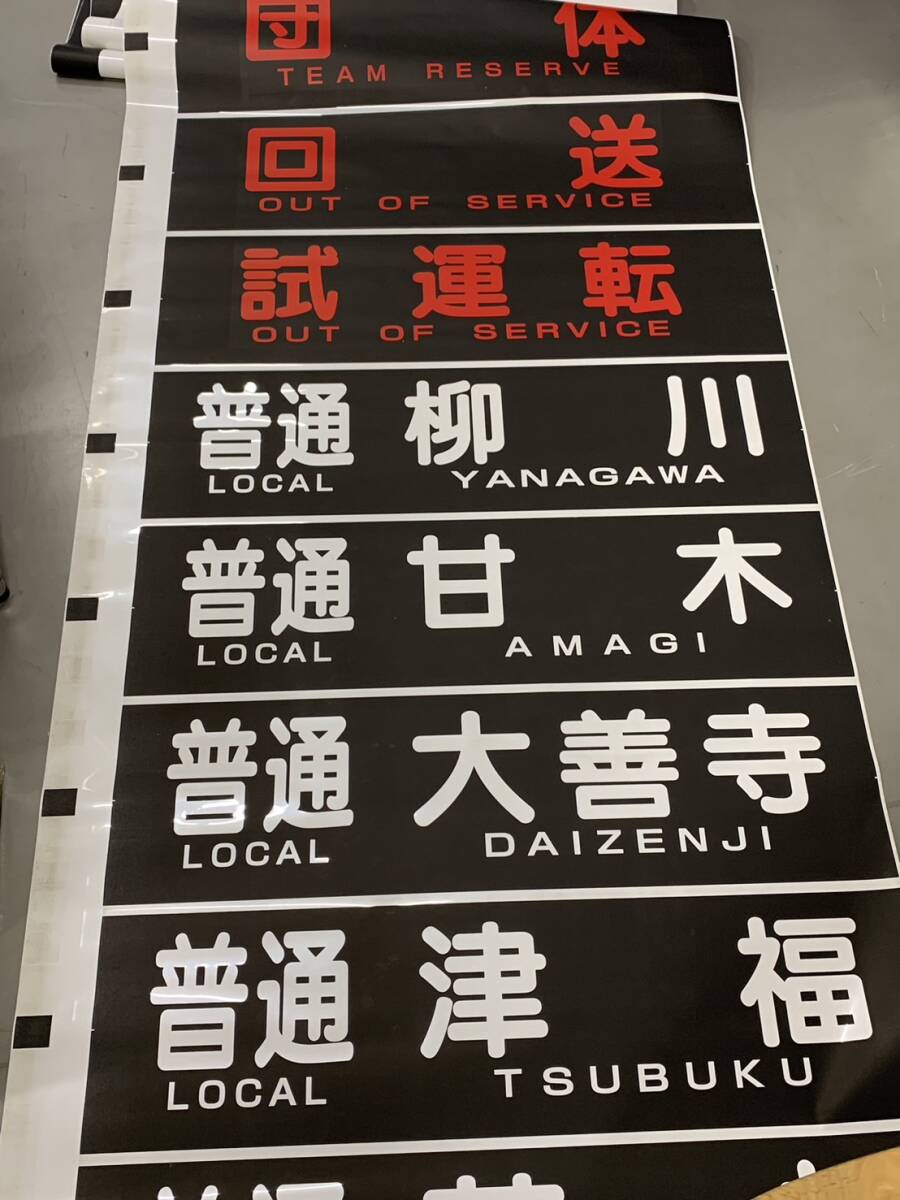 団体
TEAM RESERVE
回送
OUT OF SERVICE
試運転
OUT OF SERVICE
普通 柳川
LOCAL YANAGAWA
普通 甘木
LOCAL AMAGI
普通 大善寺
LOCAL DAIZENJI
普通 津福
LOCAL TSUBUKU
普通